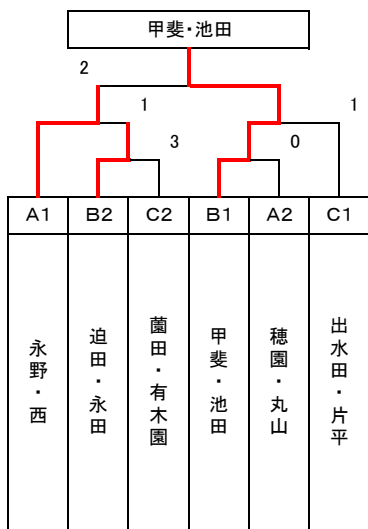 甲斐・池田
2
1
1
3
0
A1
B2
C2
B1
A2
C1
永野・西
迫田・永田
薗田・有木園
甲斐・池田
穂園・丸山
出水田・片平